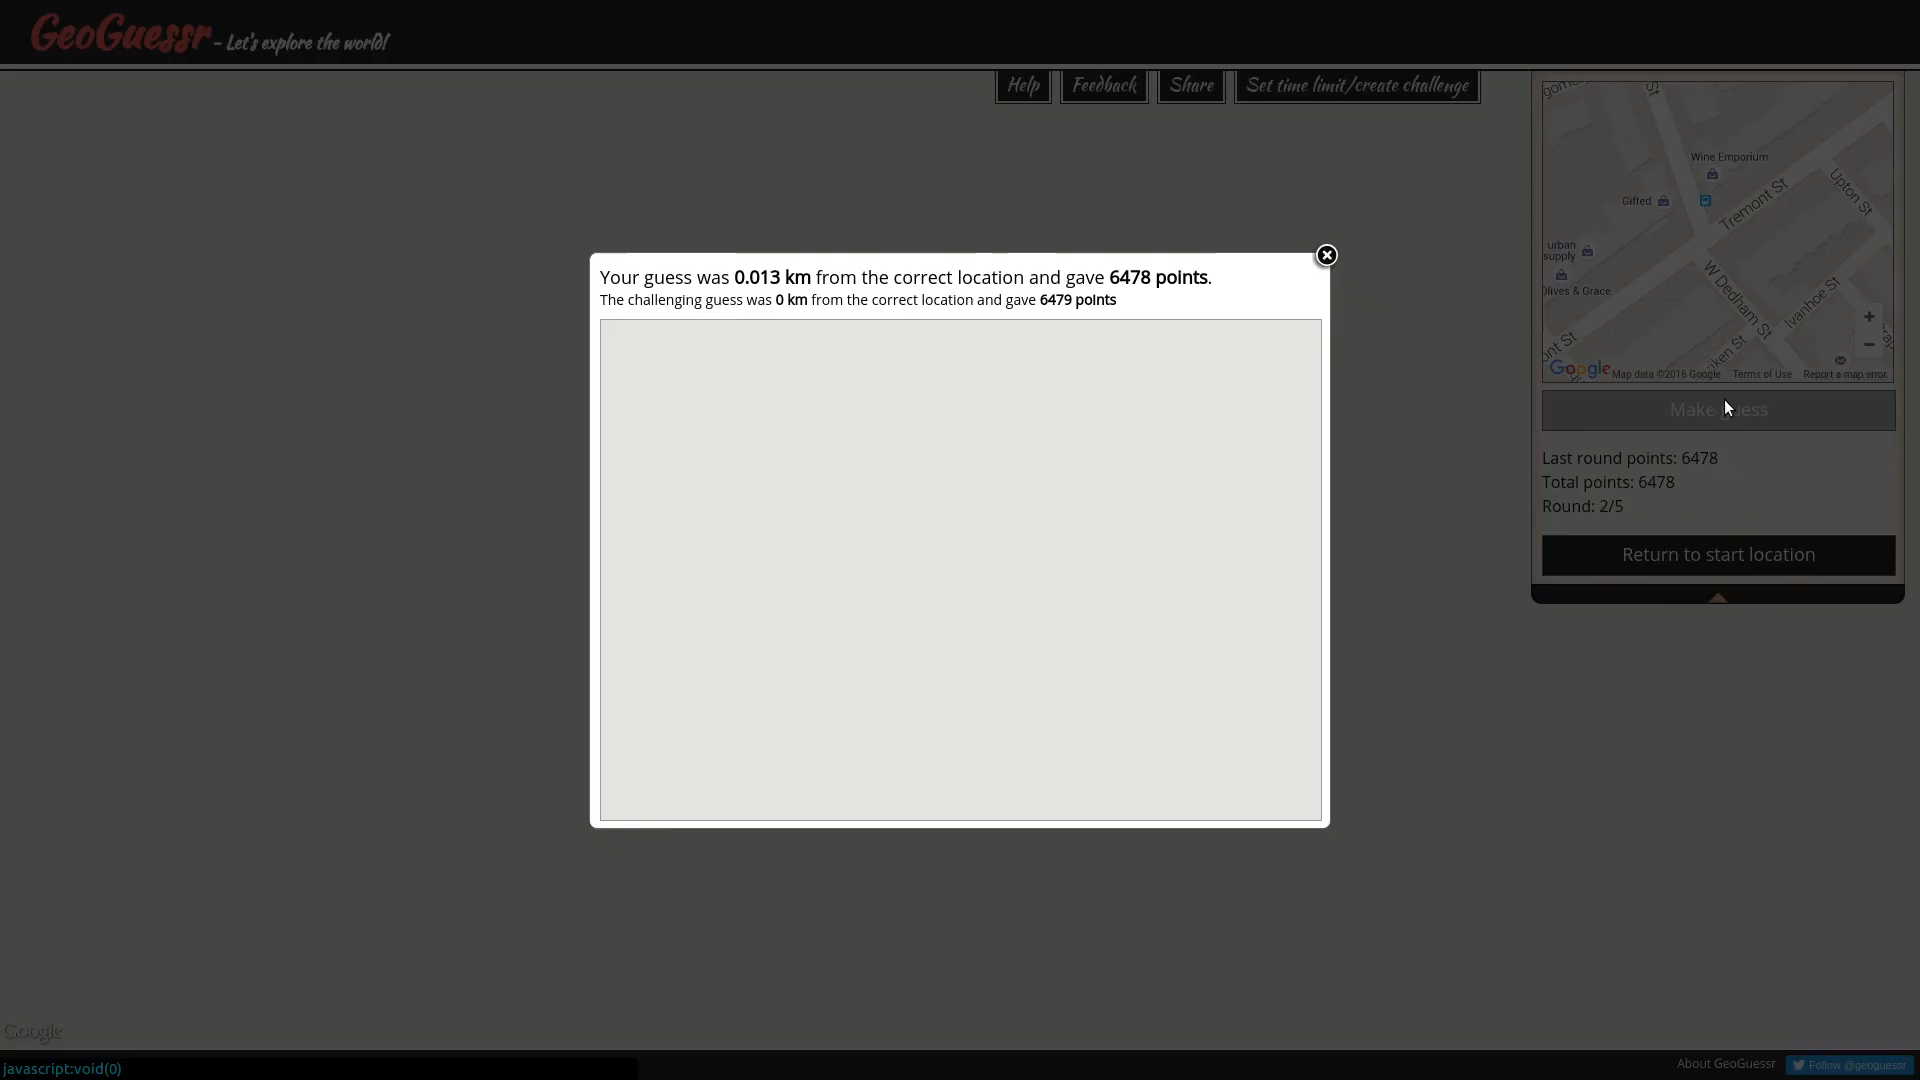 GeoGuessr - Let's explore the world!
Help
Feedback
Share
Set time limit/create challenge
St
Wine Emporium
Gifted
Tremont St
Upton St
urban
supply
Olives & Grace
W Dedham St
Ivanhoe St
ont St
Google
Map data ©2016 Google
Terms of Use
Report a map error
Your guess was 0.013 km from the correct location and gave 6478 points.
The challenging guess was 0 km from the correct location and gave 6479 points
Last round points: 6478
Total points: 6478
Round: 2/5
Return to start location
Google
javascript:void(0)
About GeoGuessr
Follow @geoguessr